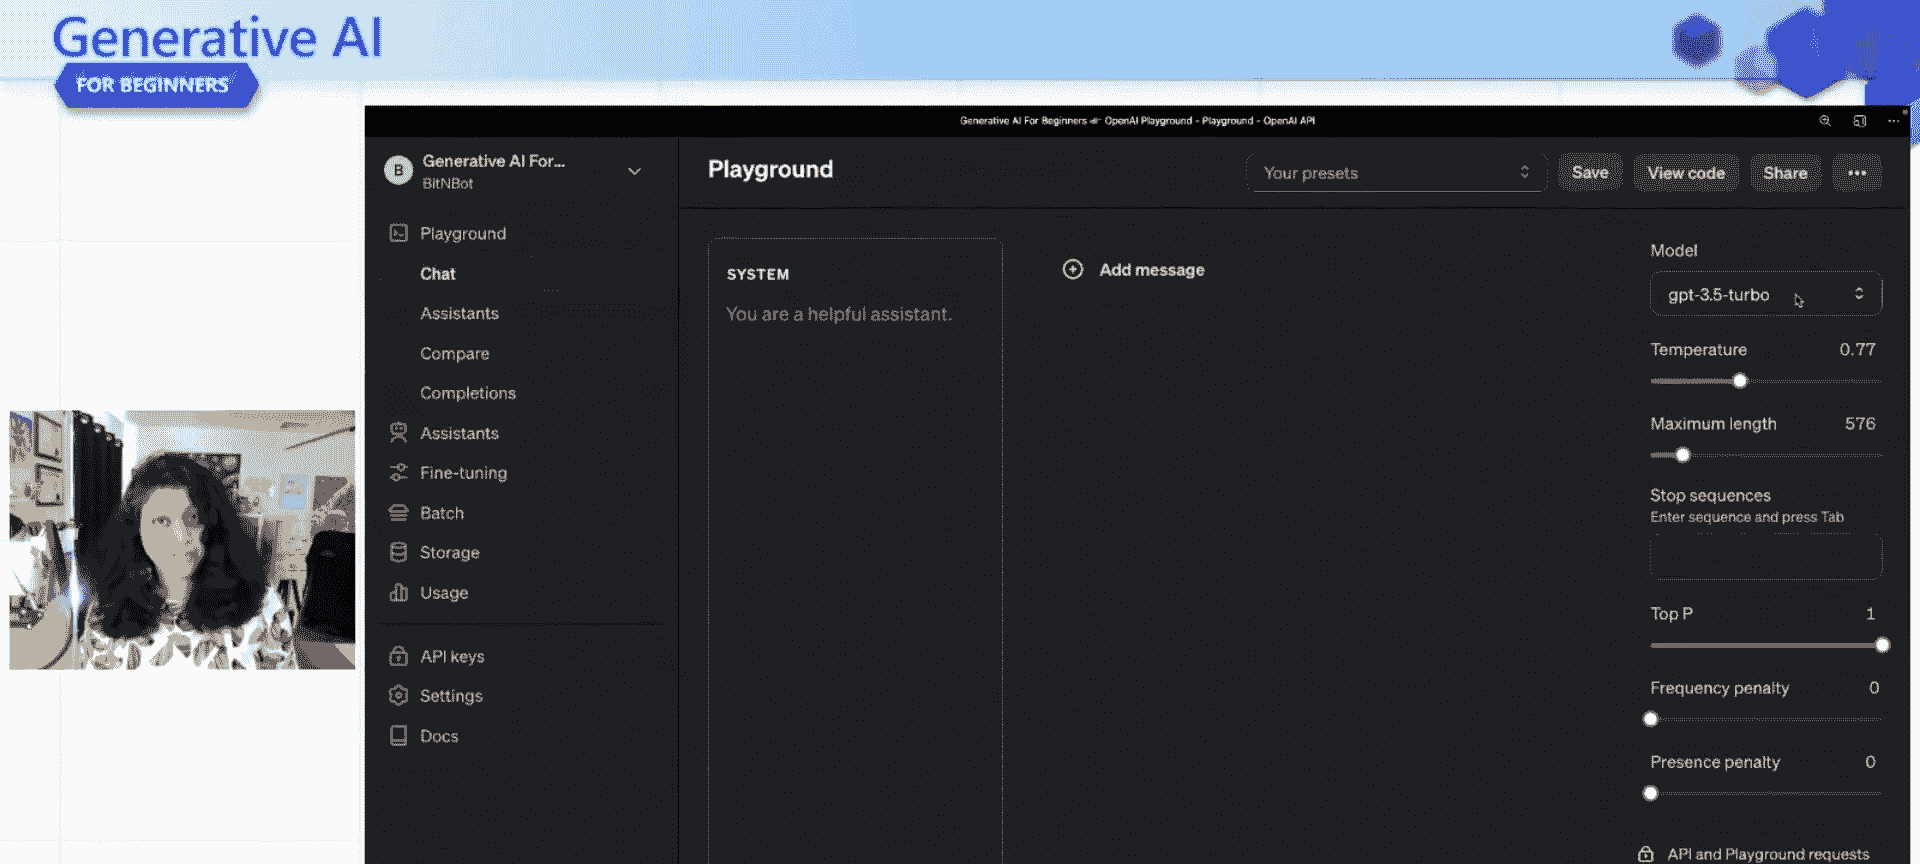 Generative AI
FOR BEGINNERS
Generative AI For Beginners
OpenAI Playground - Playground - OpenAI API
B
Generative AI For...
BitNBot
Playground
Chat
Assistants
Compare
Completions
Assistants
Fine-tuning
Batch
Storage
Usage
API keys
Settings
Docs
Playground
Your presets
Save
View code
Share
SYSTEM
You are a helpful assistant.
Add message
Model
gpt-3.5-turbo
Temperature 0.77
Maximum length 576
Stop sequences
Enter sequence and press Tab
Top P 1
Frequency penalty 0
Presence penalty 0
API and Playground requests